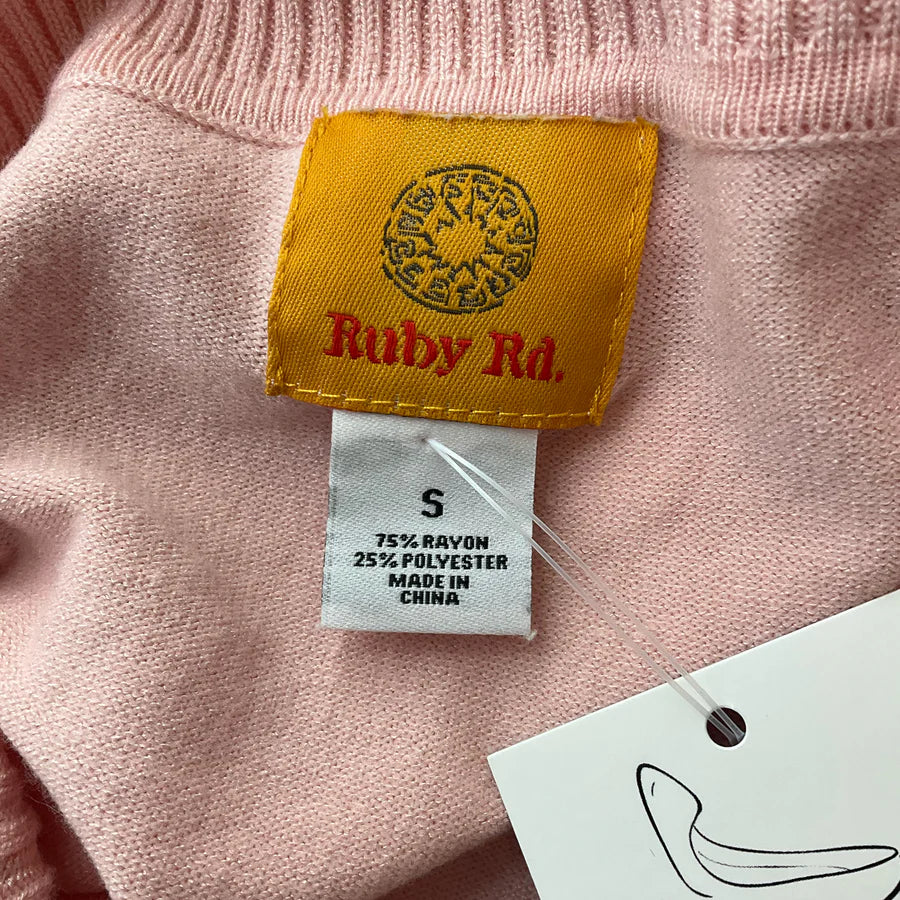 Ruby Rd.
S
75% RAYON
25% POLYESTER
MADE IN
CHINA